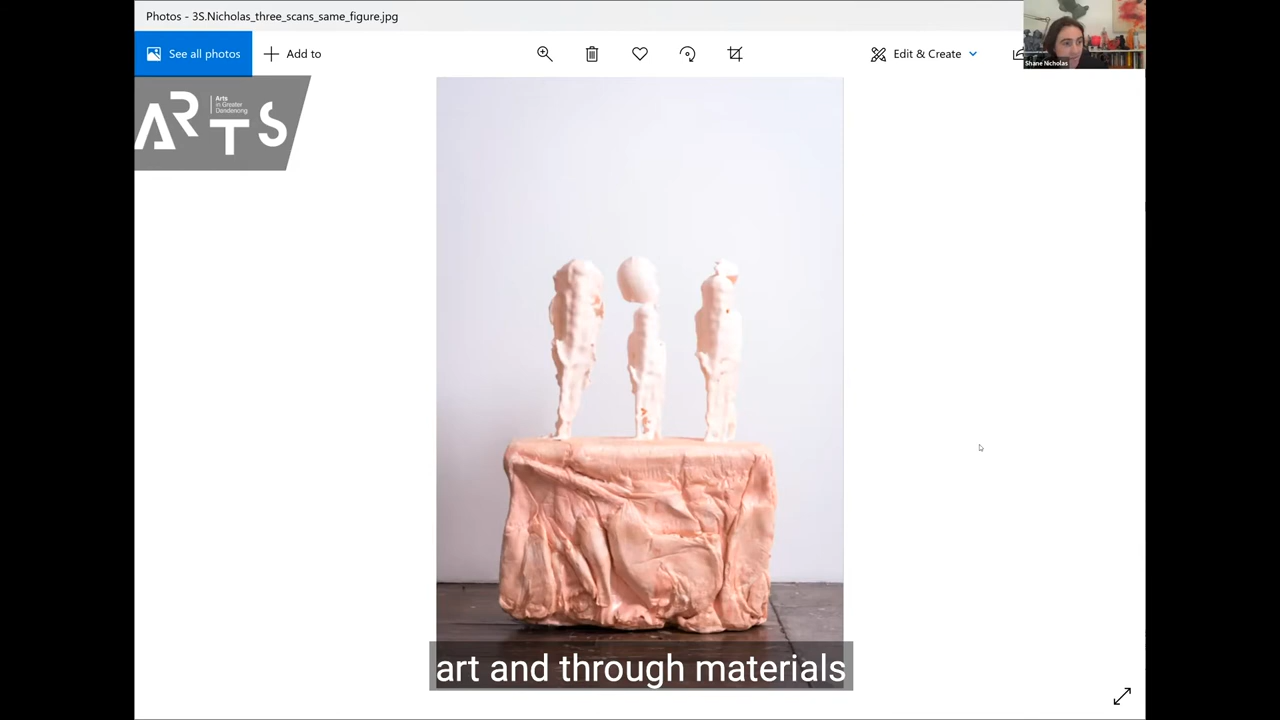 Photos - 3S.Nicholas_three_scans_same_figure.jpg
See all photos
Add to
Edit & Create
Shane Nicholas
ARTS
Arts
in Greater
Dandenong
art and through materials